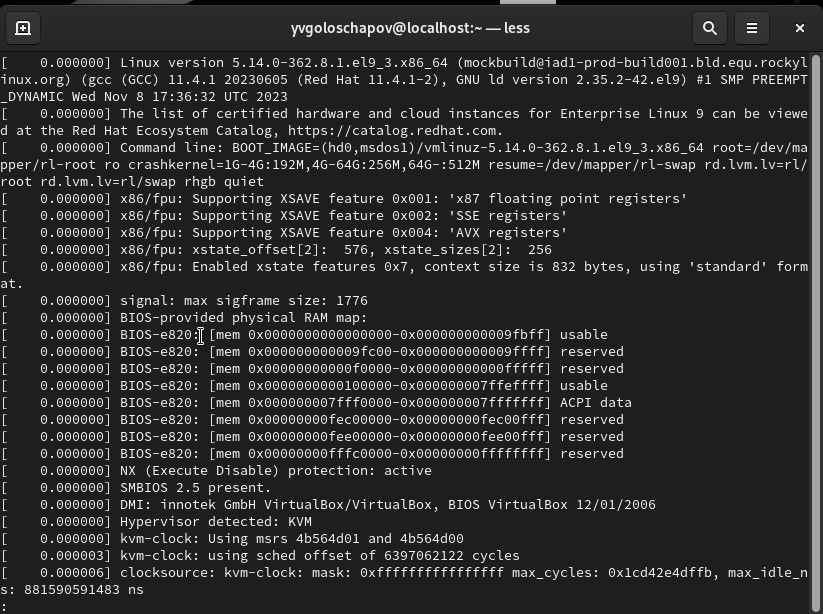 yvgoloschapov@localhost:~ — less
[    0.000000] Linux version 5.14.0-362.8.1.el9_3.x86_64 (mockbuild@iad1-prod-build001.bld.equ.rockyl
inux.org) (gcc (GCC) 11.4.1 20230605 (Red Hat 11.4.1-2), GNU ld version 2.35.2-42.el9) #1 SMP PREEMPT
_DYNAMIC Wed Nov 8 17:36:32 UTC 2023
[    0.000000] The list of certified hardware and cloud instances for Enterprise Linux 9 can be viewe
d at the Red Hat Ecosystem Catalog, https://catalog.redhat.com.
[    0.000000] Command line: BOOT_IMAGE=(hd0,msdos1)/vmlinuz-5.14.0-362.8.1.el9_3.x86_64 root=/dev/ma
pper/rl-root ro crashkernel=1G-4G:192M,4G-64G:256M,64G-:512M resume=/dev/mapper/rl-swap rd.lvm.lv=rl/
root rd.lvm.lv=rl/swap rhgb quiet
[    0.000000] x86/fpu: Supporting XSAVE feature 0x001: 'x87 floating point registers'
[    0.000000] x86/fpu: Supporting XSAVE feature 0x002: 'SSE registers'
[    0.000000] x86/fpu: Supporting XSAVE feature 0x004: 'AVX registers'
[    0.000000] x86/fpu: xstate_offset[2]:  576, xstate_sizes[2]:  256
[    0.000000] x86/fpu: Enabled xstate features 0x7, context size is 832 bytes, using 'standard' form
at.
[    0.000000] signal: max sigframe size: 1776
[    0.000000] BIOS-provided physical RAM map:
[    0.000000] BIOS-e820: [mem 0x0000000000000000-0x000000000009fbff] usable
[    0.000000] BIOS-e820: [mem 0x000000000009fc00-0x000000000009ffff] reserved
[    0.000000] BIOS-e820: [mem 0x00000000000f0000-0x00000000000fffff] reserved
[    0.000000] BIOS-e820: [mem 0x0000000000100000-0x000000007ffeffff] usable
[    0.000000] BIOS-e820: [mem 0x000000007fff0000-0x000000007fffffff] ACPI data
[    0.000000] BIOS-e820: [mem 0x00000000fec00000-0x00000000fec00fff] reserved
[    0.000000] BIOS-e820: [mem 0x00000000fee00000-0x00000000fee00fff] reserved
[    0.000000] BIOS-e820: [mem 0x00000000fffc0000-0x00000000ffffffff] reserved
[    0.000000] NX (Execute Disable) protection: active
[    0.000000] SMBIOS 2.5 present.
[    0.000000] DMI: innotek GmbH VirtualBox/VirtualBox, BIOS VirtualBox 12/01/2006
[    0.000000] Hypervisor detected: KVM
[    0.000000] kvm-clock: Using msrs 4b564d01 and 4b564d00
[    0.000003] kvm-clock: using sched offset of 6397062122 cycles
[    0.000006] clocksource: kvm-clock: mask: 0xffffffffffffffff max_cycles: 0x1cd42e4dffb, max_idle_n
s: 881590591483 ns
: